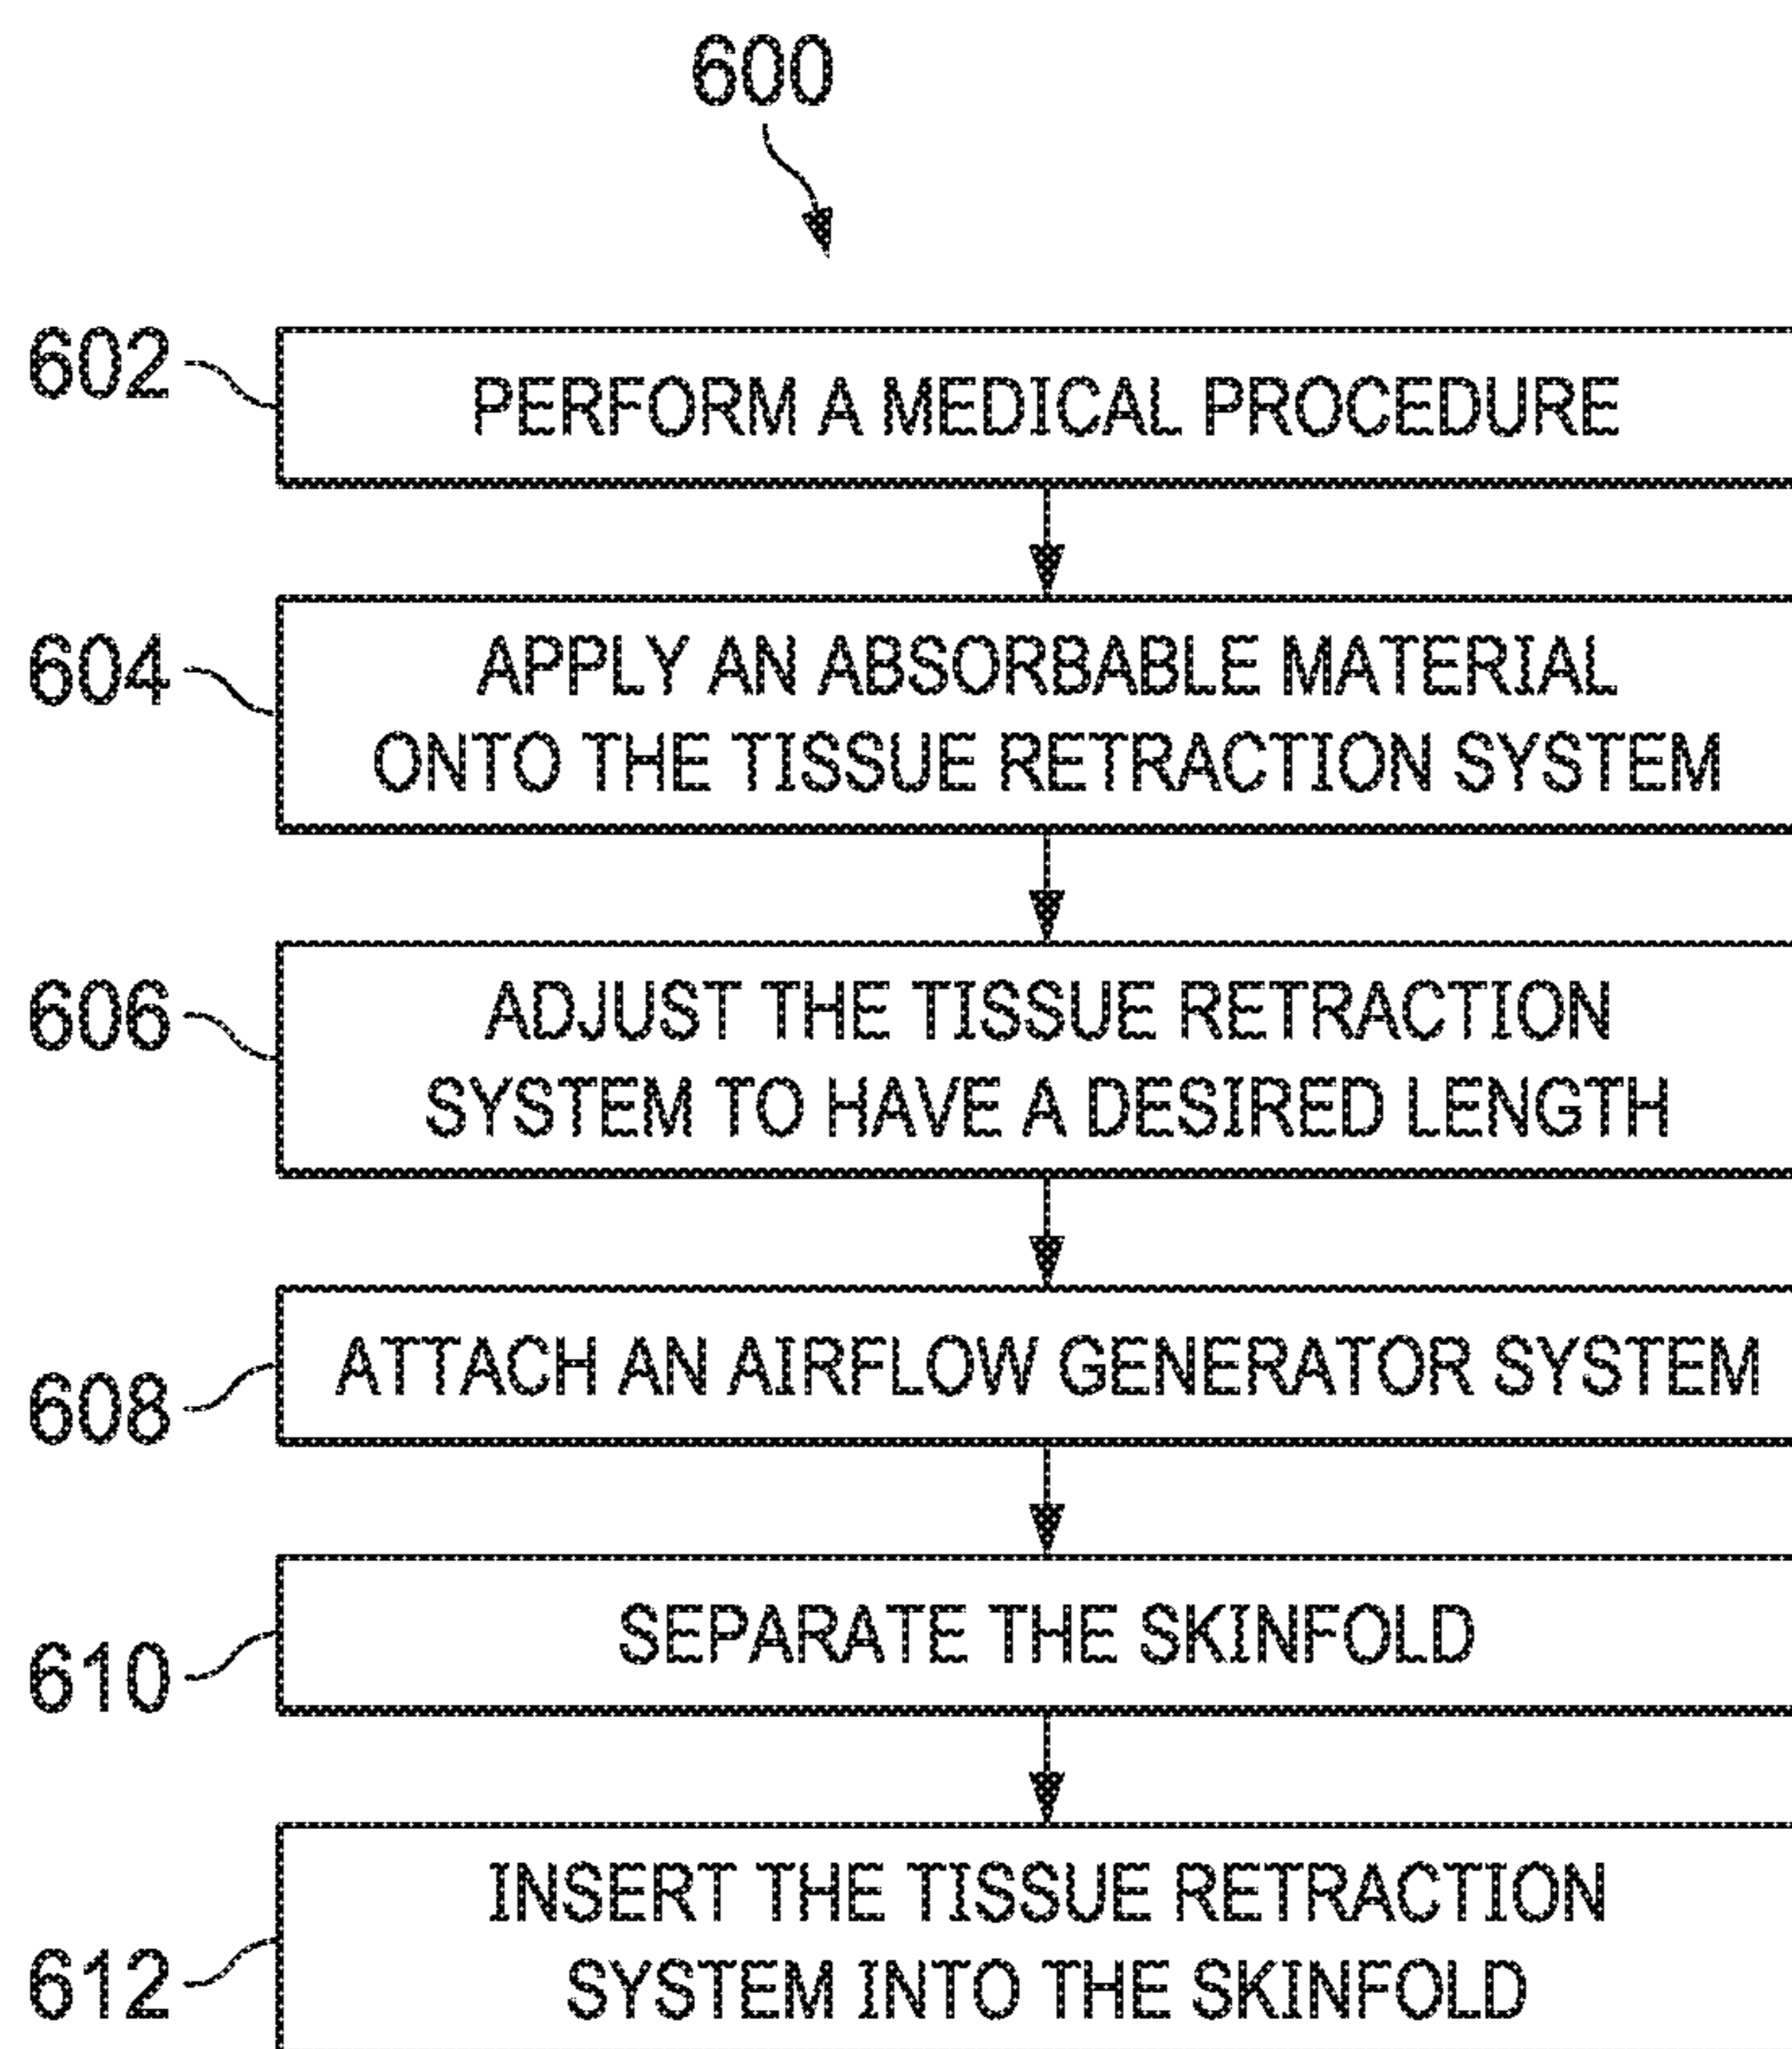 600
602
PERFORM A MEDICAL PROCEDURE
604
APPLY AN ABSORBABLE MATERIAL
ONTO THE TISSUE RETRACTION SYSTEM
606
ADJUST THE TISSUE RETRACTION
SYSTEM TO HAVE A DESIRED LENGTH
608
ATTACH AN AIRFLOW GENERATOR SYSTEM
610
SEPARATE THE SKINFOLD
612
INSERT THE TISSUE RETRACTION
SYSTEM INTO THE SKINFOLD